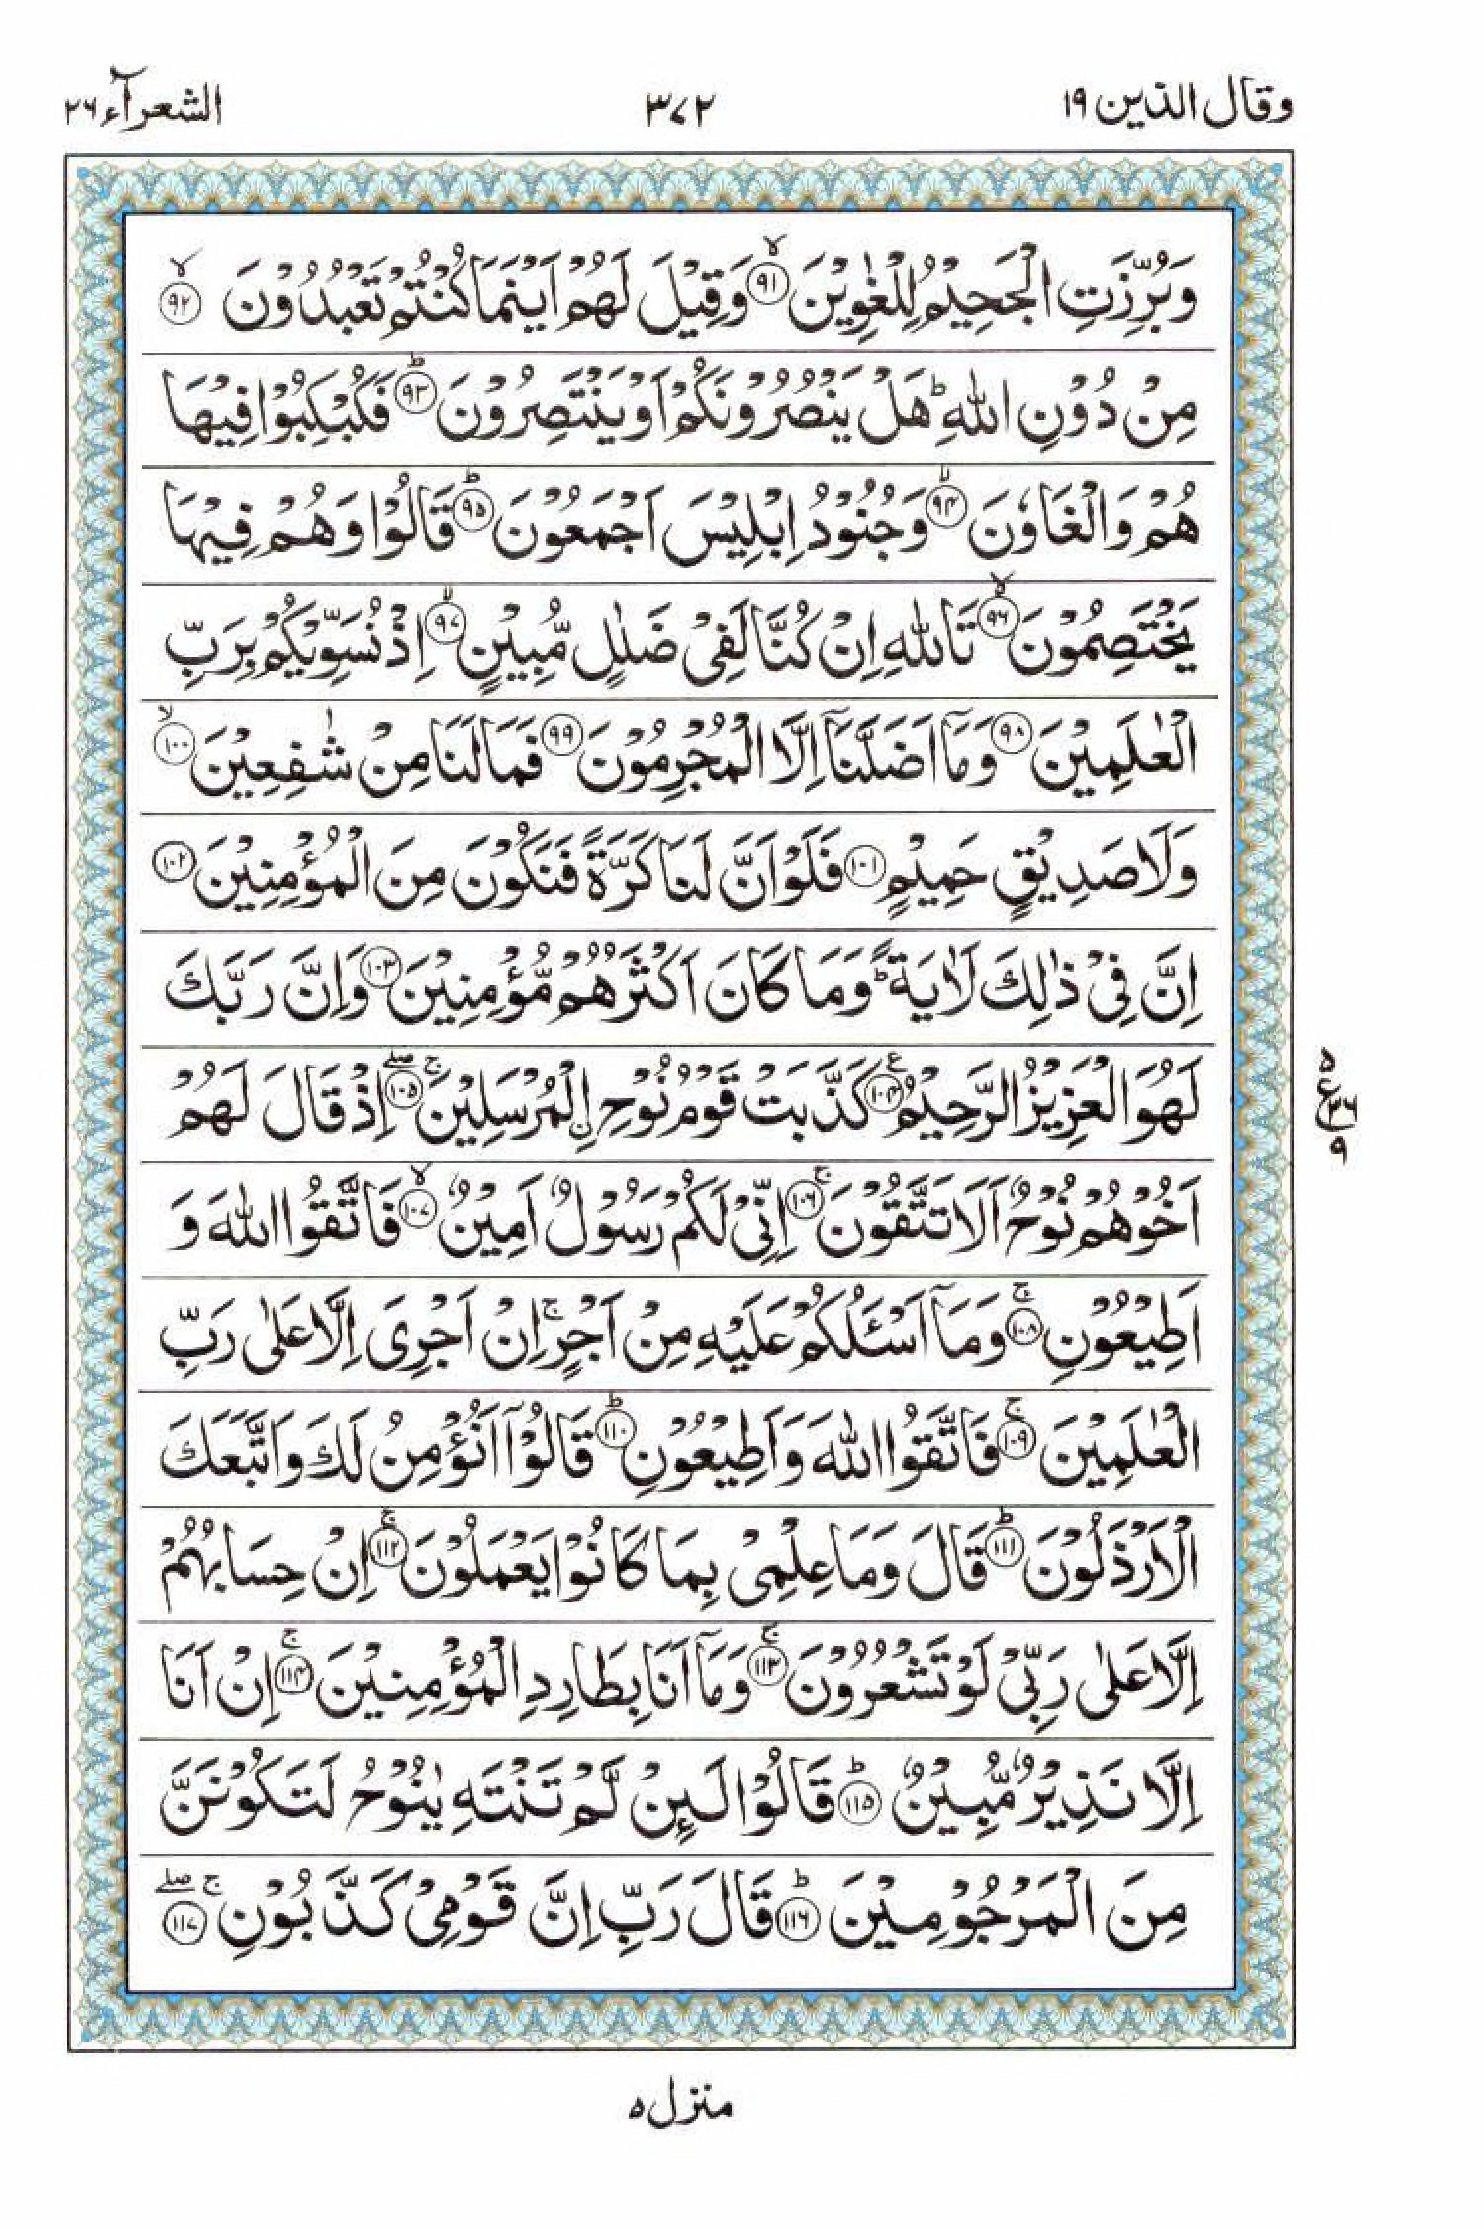 وقال الذين ۱۹
۳۷۲
الشعرآء ۲۶
وَبُرِّزَتِ الْجَحِيْمُ لِلْغٰوِيْنَ ۙ﴿۹۱﴾ وَقِيْلَ لَهُمْ اَيْنَمَا كُنْتُمْ تَعْبُدُوْنَ ۙ﴿۹۲﴾
مِنْ دُوْنِ اللّٰهِ ؕ هَلْ يَنْصُرُوْنَكُمْ اَوْ يَنْتَصِرُوْنَ ؕ﴿۹۳﴾ فَكُبْكِبُوْا فِيْهَا
هُمْ وَالْغَاوٗنَ ۙ﴿۹۴﴾ وَجُنُوْدُ اِبْلِيْسَ اَجْمَعُوْنَ ؕ﴿۹۵﴾ قَالُوْا وَهُمْ فِيْهَا
يَخْتَصِمُوْنَ ۙ﴿۹۶﴾ تَاللّٰهِ اِنْ كُنَّا لَفِيْ ضَلٰلٍ مُّبِيْنٍ ۙ﴿۹۷﴾ اِذْ نُسَوِّيْكُمْ بِرَبِّ
الْعٰلَمِيْنَ ﴿۹۸﴾ وَمَاۤ اَضَلَّنَاۤ اِلَّا الْمُجْرِمُوْنَ ﴿۹۹﴾ فَمَا لَنَا مِنْ شٰفِعِيْنَ ۙ﴿۱۰۰﴾
وَلَا صَدِيْقٍ حَمِيْمٍ ﴿۱۰۱﴾ فَلَوْ اَنَّ لَنَا كَرَّةً فَنَكُوْنَ مِنَ الْمُؤْمِنِيْنَ ﴿۱۰۲﴾
اِنَّ فِيْ ذٰلِكَ لَاٰيَةً ؕ وَمَا كَانَ اَكْثَرُهُمْ مُّؤْمِنِيْنَ ﴿۱۰۳﴾ وَاِنَّ رَبَّكَ
لَهُوَ الْعَزِيْزُ الرَّحِيْمُ ﴿۱۰۴﴾ع كَذَّبَتْ قَوْمُ نُوْحِ ِ۟الْمُرْسَلِيْنَ ۚۖ﴿۱۰۵﴾ اِذْ قَالَ لَهُمْ
اَخُوْهُمْ نُوْحٌ اَلَا تَتَّقُوْنَ ۚ﴿۱۰۶﴾ اِنِّيْ لَكُمْ رَسُوْلٌ اَمِيْنٌ ۙ﴿۱۰۷﴾ فَاتَّقُوا اللّٰهَ وَ
اَطِيْعُوْنِ ۚ﴿۱۰۸﴾ وَمَاۤ اَسْـَٔلُكُمْ عَلَيْهِ مِنْ اَجْرٍ ۚ اِنْ اَجْرِيَ اِلَّا عَلٰى رَبِّ
الْعٰلَمِيْنَ ۚ﴿۱۰۹﴾ فَاتَّقُوا اللّٰهَ وَاَطِيْعُوْنِ ؕ﴿۱۱۰﴾ قَالُوْۤا اَنُؤْمِنُ لَكَ وَاتَّبَعَكَ
الْاَرْذَلُوْنَ ؕ﴿۱۱۱﴾ قَالَ وَمَا عِلْمِيْ بِمَا كَانُوْا يَعْمَلُوْنَ ۚ﴿۱۱۲﴾ اِنْ حِسَابُهُمْ
اِلَّا عَلٰى رَبِّيْ لَوْ تَشْعُرُوْنَ ۚ﴿۱۱۳﴾ وَمَاۤ اَنَا بِطَارِدِ الْمُؤْمِنِيْنَ ۚ﴿۱۱۴﴾ اِنْ اَنَا
اِلَّا نَذِيْرٌ مُّبِيْنٌ ؕ﴿۱۱۵﴾ قَالُوْا لَىِٕنْ لَّمْ تَنْتَهِ يٰنُوْحُ لَتَكُوْنَنَّ
مِنَ الْمَرْجُوْمِيْنَ ؕ﴿۱۱۶﴾ قَالَ رَبِّ اِنَّ قَوْمِيْ كَذَّبُوْنِ ۚۖ﴿۱۱۷﴾
۵
ع۳۶
۹
منزل ۵